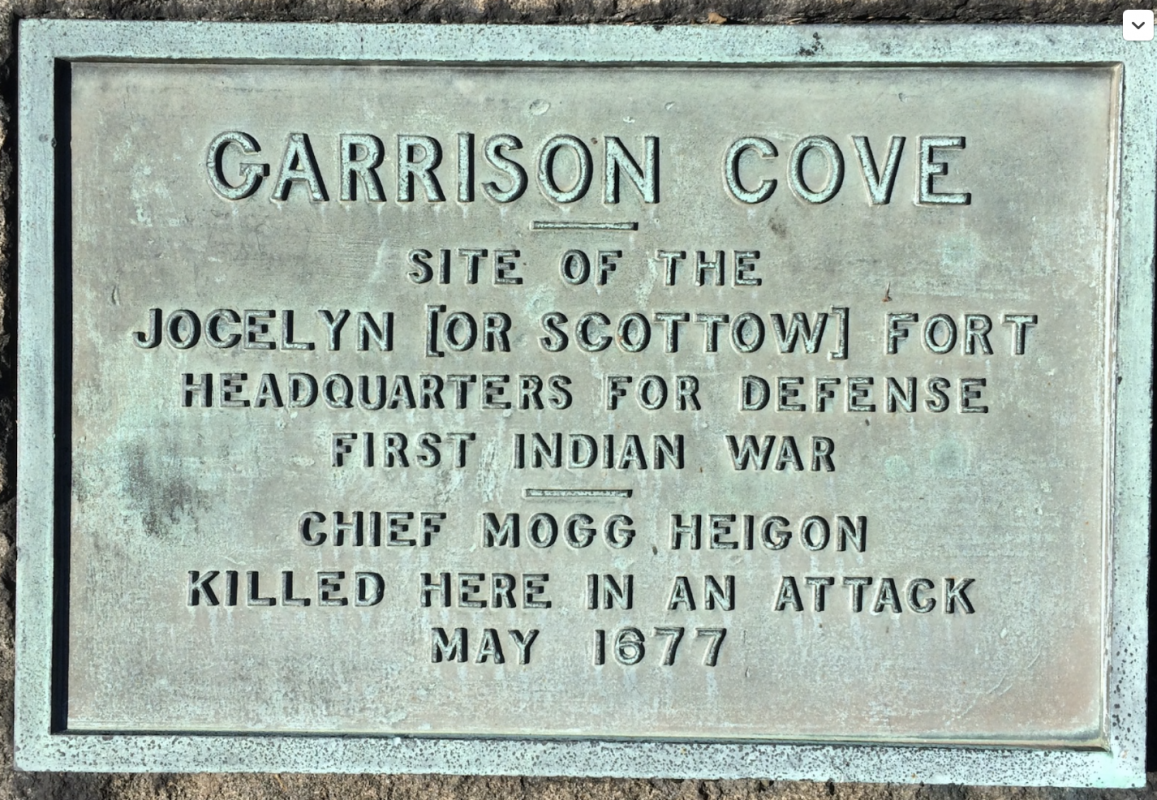 GARRISON COVE
SITE OF THE
JOCELYN [OR SCOTTOW] FORT
HEADQUARTERS FOR DEFENSE
FIRST INDIAN WAR
CHIEF MOGG HEIGON
KILLED HERE IN AN ATTACK
MAY 1677